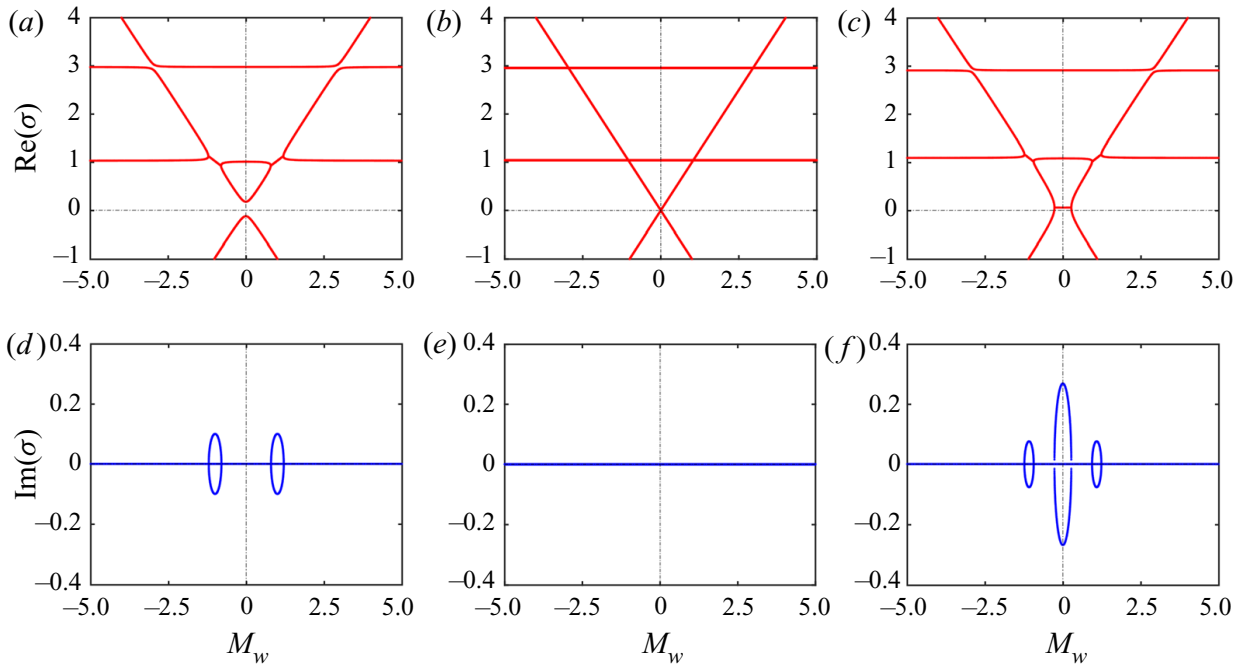 (a) (b) (c)
4 4 4
3 3 3
Re(σ) 2 2 2
1 1 1
0 0 0
–1 –1 –1
–5.0 –2.5 0 2.5 5.0 –5.0 –2.5 0 2.5 5.0 –5.0 –2.5 0 2.5 5.0
(d) (e) (f)
0.4 0.4 0.4
0.2 0.2 0.2
Im(σ) 0 0 0
–0.2 –0.2 –0.2
–0.4 –0.4 –0.4
–5.0 –2.5 0 2.5 5.0 –5.0 –2.5 0 2.5 5.0 –5.0 –2.5 0 2.5 5.0
M_w M_w M_w